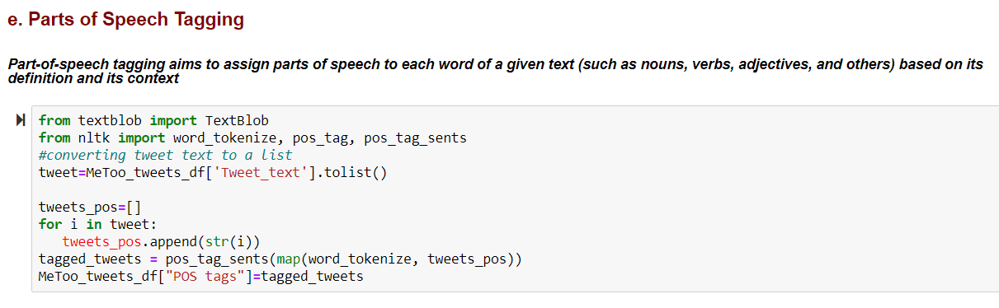 e. Parts of Speech Tagging
Part-of-speech tagging aims to assign parts of speech to each word of a given text (such as nouns, verbs, adjectives, and others) based on its
definition and its context
from textblob import TextBlob
from nltk import word_tokenize, pos_tag, pos_tag_sents
#converting tweet text to a list
tweet=MeToo_tweets_df['Tweet_text'].tolist()
tweets_pos=[]
for i in tweet:
   tweets_pos.append(str(i))
tagged_tweets = pos_tag_sents(map(word_tokenize, tweets_pos))
MeToo_tweets_df["POS tags"]=tagged_tweets